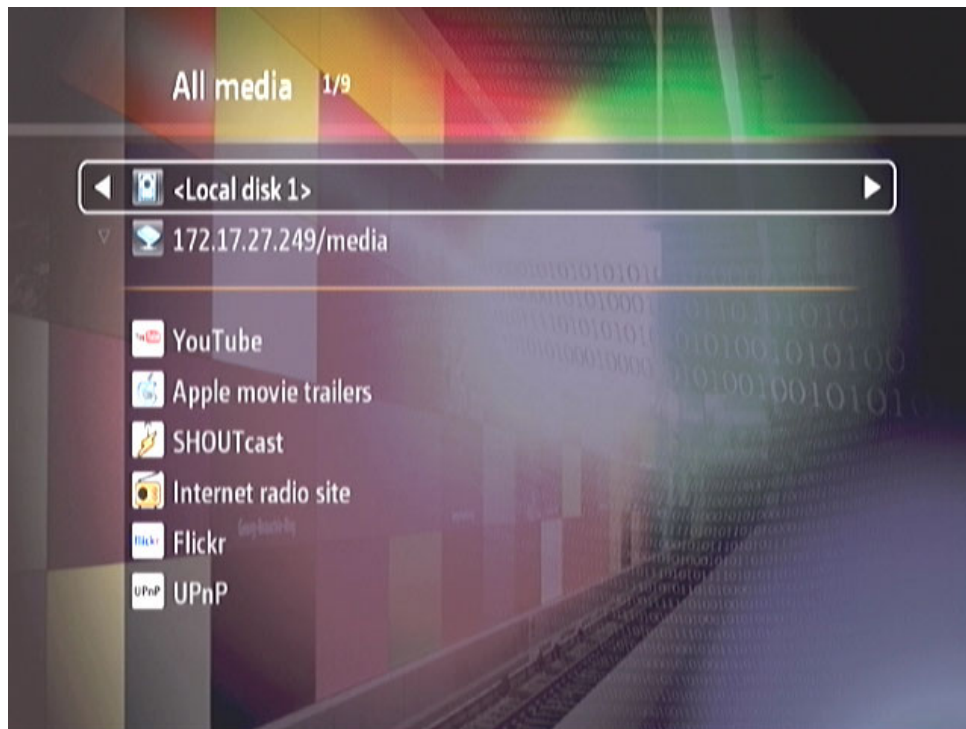 All media 1/9
<Local disk 1>
172.17.27.249/media
YouTube
Apple movie trailers
SHOUTcast
Internet radio site
Flickr
UPnP